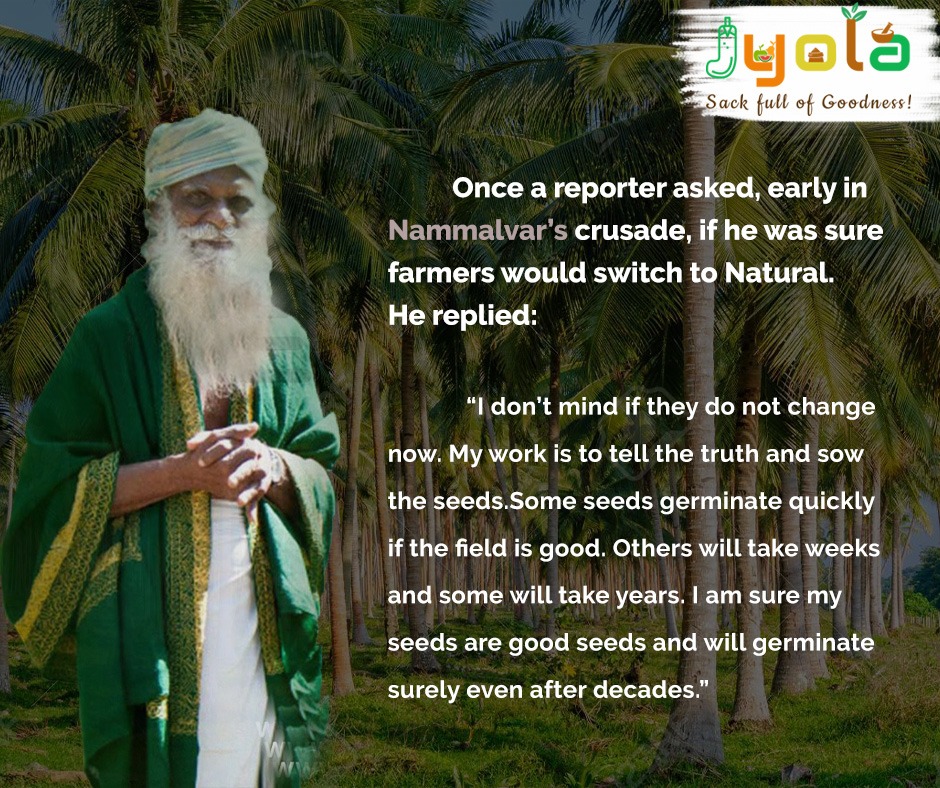 Jyola
Sack full of Goodness!
Once a reporter asked, early in
Nammalvar’s crusade, if he was sure
farmers would switch to Natural.
He replied:
“I don’t mind if they do not change
now. My work is to tell the truth and sow
the seeds.Some seeds germinate quickly
if the field is good. Others will take weeks
and some will take years. I am sure my
seeds are good seeds and will germinate
surely even after decades.”